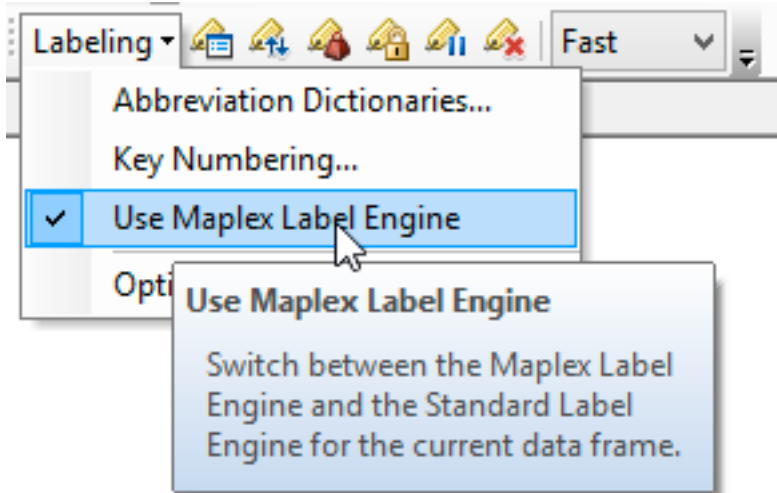 Labeling Fast
Abbreviation Dictionaries...
Key Numbering...
Use Maplex Label Engine
Opti
Use Maplex Label Engine
Switch between the Maplex Label
Engine and the Standard Label
Engine for the current data frame.